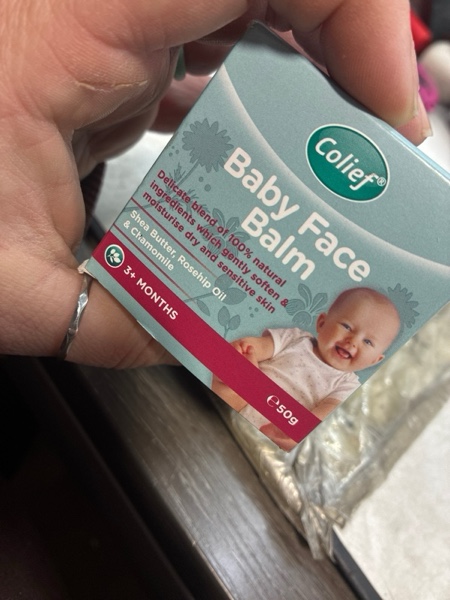 Colief®
Baby Face
Balm
Delicate blend of 100% natural
ingredients which gently soften &
moisturise dry and sensitive skin
Shea Butter, Rosehip Oil
& Chamomile
3+ MONTHS
℮50g